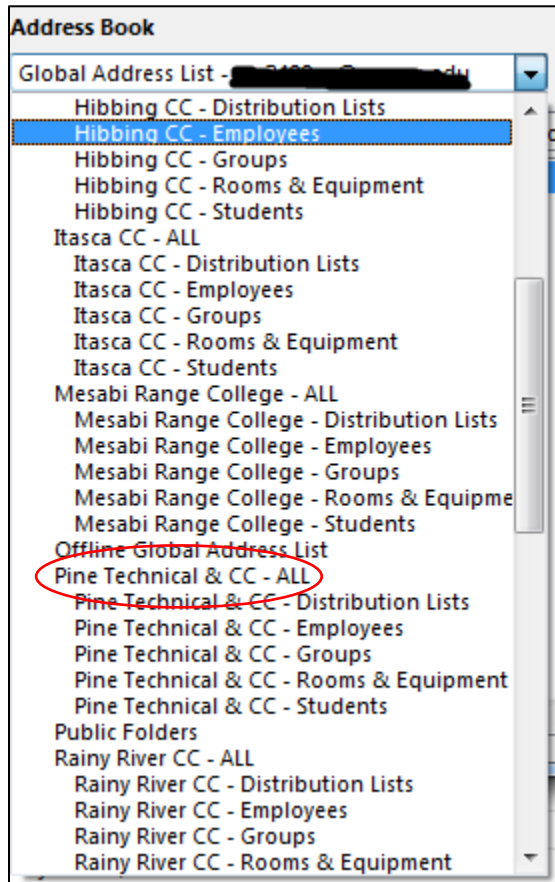 Address Book
Global Address List -
Hibbing CC - Distribution Lists
Hibbing CC - Employees
Hibbing CC - Groups
Hibbing CC - Rooms & Equipment
Hibbing CC - Students
Itasca CC - ALL
Itasca CC - Distribution Lists
Itasca CC - Employees
Itasca CC - Groups
Itasca CC - Rooms & Equipment
Itasca CC - Students
Mesabi Range College - ALL
Mesabi Range College - Distribution Lists
Mesabi Range College - Employees
Mesabi Range College - Groups
Mesabi Range College - Rooms & Equipme
Mesabi Range College - Students
Offline Global Address List
Pine Technical & CC - ALL
Pine Technical & CC - Distribution Lists
Pine Technical & CC - Employees
Pine Technical & CC - Groups
Pine Technical & CC - Rooms & Equipment
Pine Technical & CC - Students
Public Folders
Rainy River CC - ALL
Rainy River CC - Distribution Lists
Rainy River CC - Employees
Rainy River CC - Groups
Rainy River CC - Rooms & Equipment